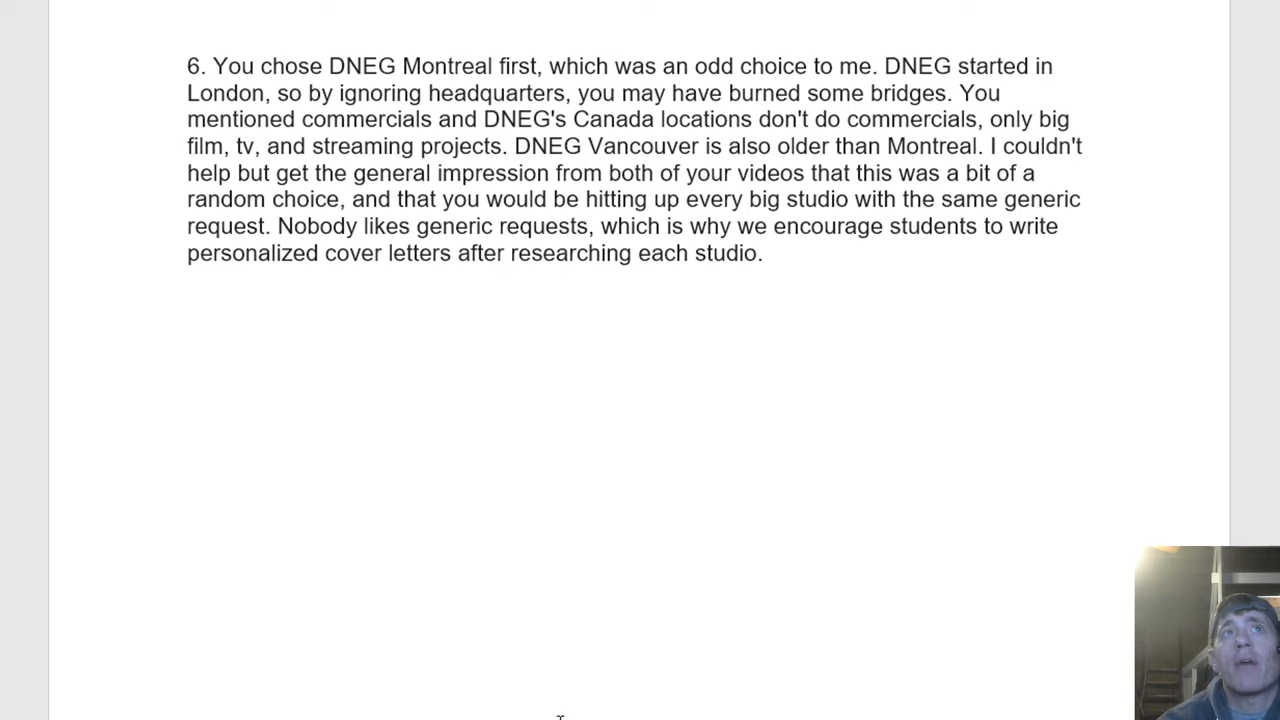 6. You chose DNEG Montreal first, which was an odd choice to me. DNEG started in
London, so by ignoring headquarters, you may have burned some bridges. You
mentioned commercials and DNEG's Canada locations don't do commercials, only big
film, tv, and streaming projects. DNEG Vancouver is also older than Montreal. I couldn't
help but get the general impression from both of your videos that this was a bit of a
random choice, and that you would be hitting up every big studio with the same generic
request. Nobody likes generic requests, which is why we encourage students to write
personalized cover letters after researching each studio.